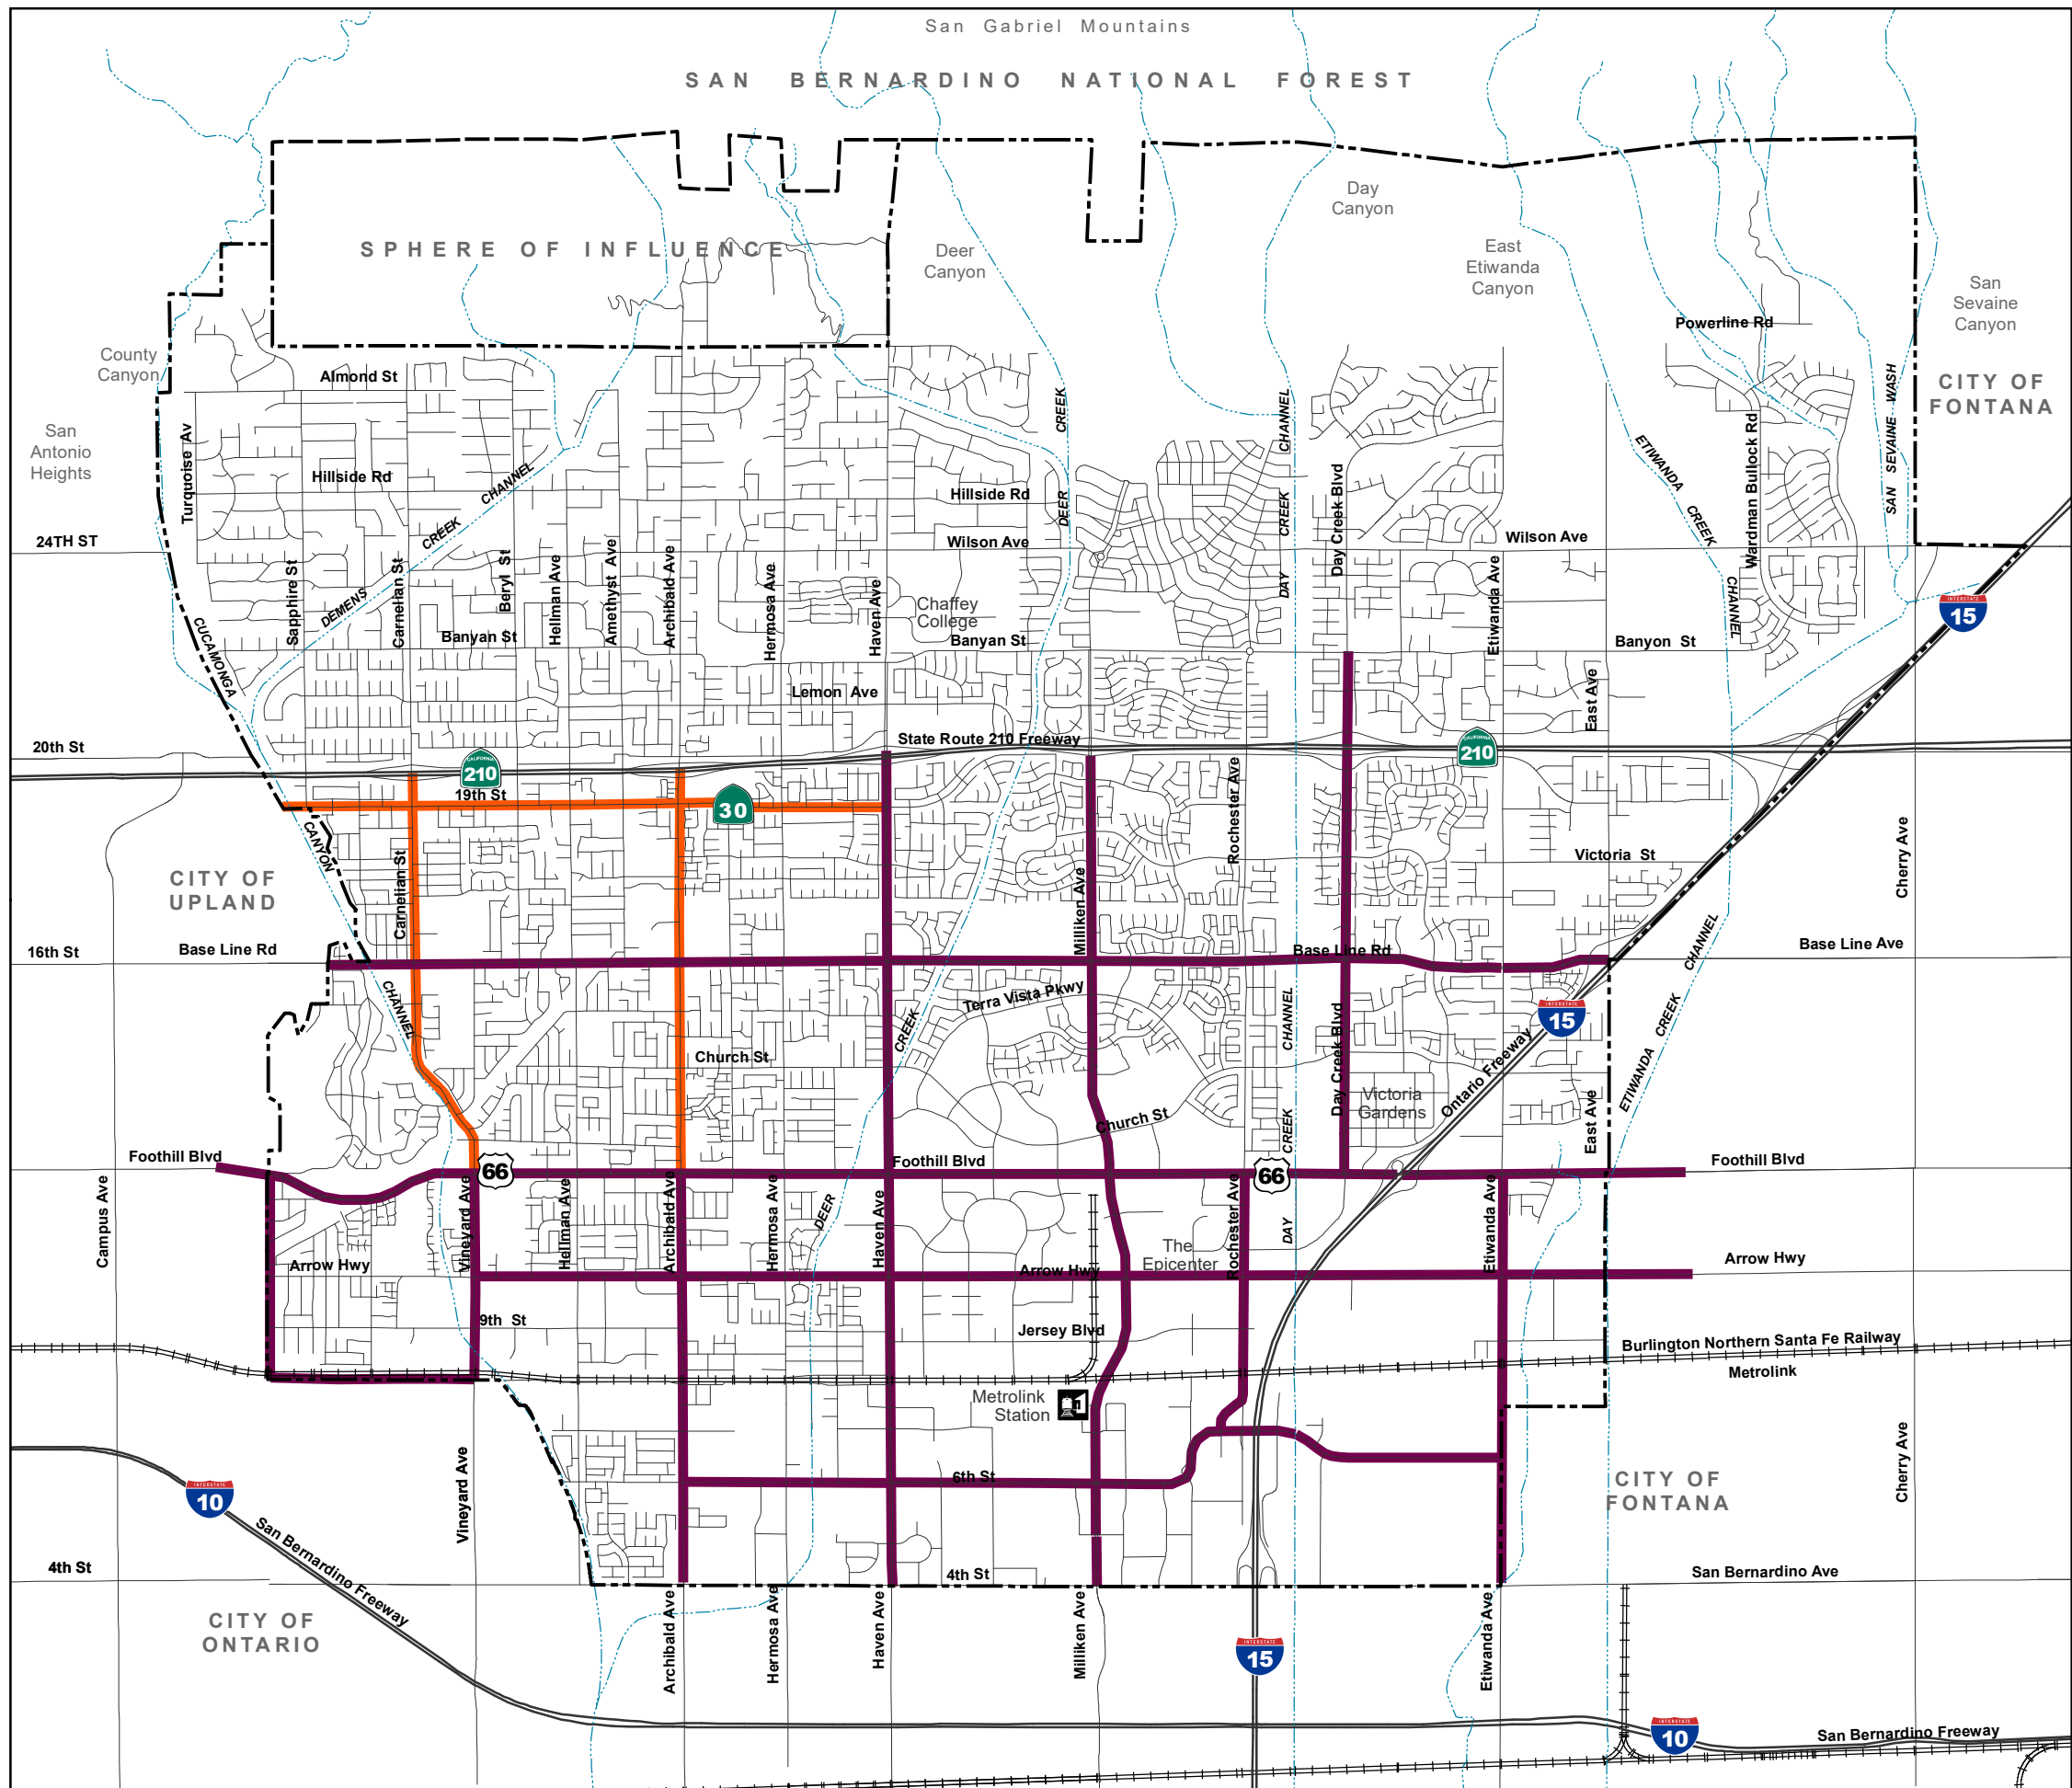 San Gabriel Mountains
SAN BERNARDINO NATIONAL FOREST
Day
Canyon
SPHERE OF INFLUENCE
Deer
Canyon
East
Etiwanda
Canyon
San
Sevaine
Canyon
Powerline Rd
County
Canyon
Almond St
CITY OF
FONTANA
San
Antonio
Heights
Turquoise Av
Hillside Rd
CHANNEL
CREEK
DEMENS
Hillside Rd
CREEK
DEER
CHANNEL
CREEK
DAY
Day Creek Blvd
ETIWANDA
CREEK
CHANNEL
Wardman Bullock Rd
SAN SEVAINE WASH
24TH ST
Wilson Ave
Wilson Ave
Sapphire St
Carnelian St
Beryl St
Hellman Ave
Amethyst Ave
Archibald Ave
Hermosa Ave
Haven Ave
Etiwanda Ave
Chaffey
College
INTERSTATE
15
CUCAMONGA
Banyan St
Banyan St
Banyon St
Lemon Ave
East Ave
20th St
State Route 210 Freeway
CALIFORNIA
210
CALIFORNIA
210
19th St
30
CANYON
Carnelian St
Milliken Ave
Rochester Ave
Victoria St
Cherry Ave
CITY OF
UPLAND
16th St
Base Line Rd
Base Line Rd
Base Line Ave
CHANNEL
CHANNEL
Terra Vista Pkwy
CREEK
CHANNEL
Day Creek Blvd
INTERSTATE
15
Ontario Freeway
CREEK
ETIWANDA
Church St
Church St
Victoria
Gardens
East Ave
CREEK
Foothill Blvd
66
Foothill Blvd
66
Foothill Blvd
Campus Ave
Vineyard Ave
Hellman Ave
Archibald Ave
Hermosa Ave
DEER
Haven Ave
Rochester Ave
DAY
Etiwanda Ave
The
Epicenter
Arrow Hwy
Arrow Hwy
Arrow Hwy
9th St
Jersey Blvd
Burlington Northern Santa Fe Railway
Metrolink
Metrolink
Station
Vineyard Ave
6th St
CITY OF
FONTANA
Cherry Ave
INTERSTATE
10
San Bernardino Freeway
4th St
4th St
San Bernardino Ave
CITY OF
ONTARIO
Archibald Ave
Hermosa Ave
Haven Ave
Milliken Ave
INTERSTATE
15
Etiwanda Ave
INTERSTATE
10
San Bernardino Freeway